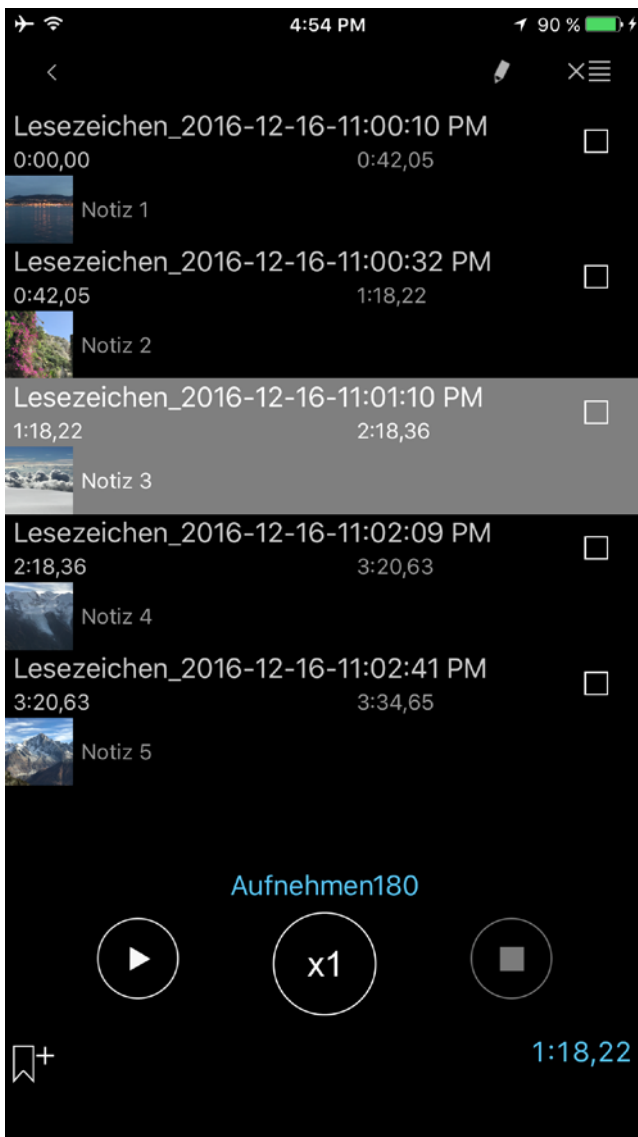 4:54 PM 90 %
Lesezeichen_2016-12-16-11:00:10 PM
0:00,00 0:42,05
Notiz 1
Lesezeichen_2016-12-16-11:00:32 PM
0:42,05 1:18,22
Notiz 2
Lesezeichen_2016-12-16-11:01:10 PM
1:18,22 2:18,36
Notiz 3
Lesezeichen_2016-12-16-11:02:09 PM
2:18,36 3:20,63
Notiz 4
Lesezeichen_2016-12-16-11:02:41 PM
3:20,63 3:34,65
Notiz 5
Aufnehmen180
x1
1:18,22